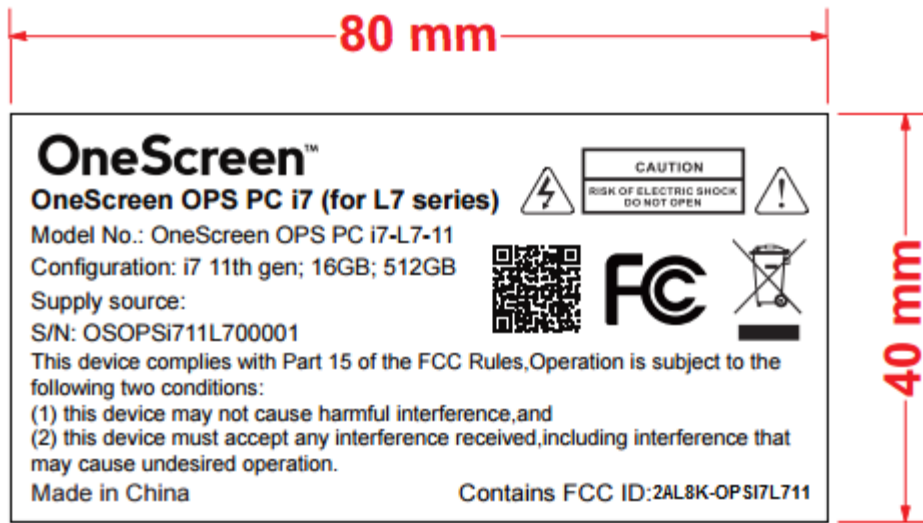 80 mm
OneScreen™
OneScreen OPS PC i7 (for L7 series)
CAUTION
RISK OF ELECTRIC SHOCK
DO NOT OPEN
Model No.: OneScreen OPS PC i7-L7-11
Configuration: i7 11th gen; 16GB; 512GB
Supply source:
S/N: OSOPSi711L700001
FC
This device complies with Part 15 of the FCC Rules,Operation is subject to the
following two conditions:
(1) this device may not cause harmful interference,and
(2) this device must accept any interference received,including interference that
may cause undesired operation.
Made in China
Contains FCC ID:2AL8K-OPSI7L711
40 mm